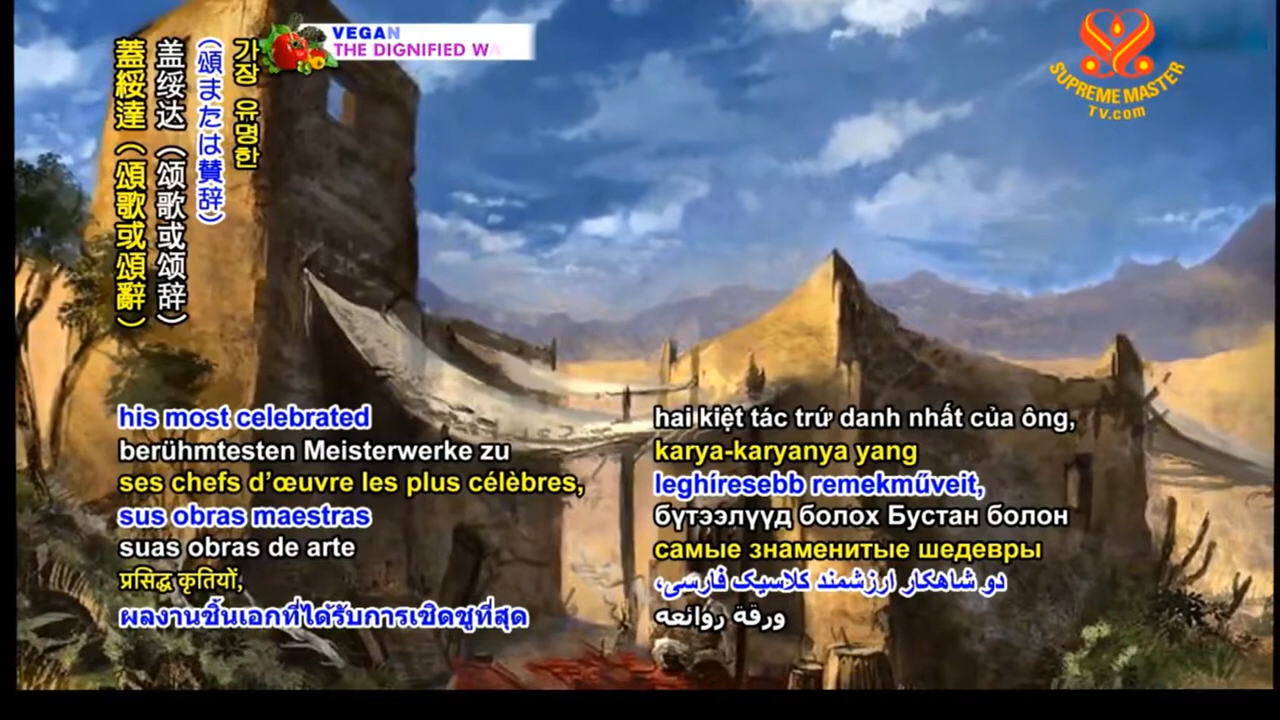 VEGAN
THE DIGNIFIED WA
SUPREME MASTER
TV.com
가장 유명한
(頌または賛辞)
盖绥达 (颂歌或颂辞)
蓋綏達 (頌歌或頌辭)
his most celebrated
berühmtesten Meisterwerke zu
ses chefs d’œuvre les plus célèbres,
sus obras maestras
suas obras de arte
प्रसिद्ध कृतियों,
ผลงานชิ้นเอกที่ได้รับการเชิดชูที่สุด
hai kiệt tác trứ danh nhất của ông,
karya-karyanya yang
leghíresebb remekműveit,
бүтээлүүд болох Бустан болон
самые знаменитые шедевры
دو شاهکار ارزشمند کلاسیک فارسی،
ورقة روائعه